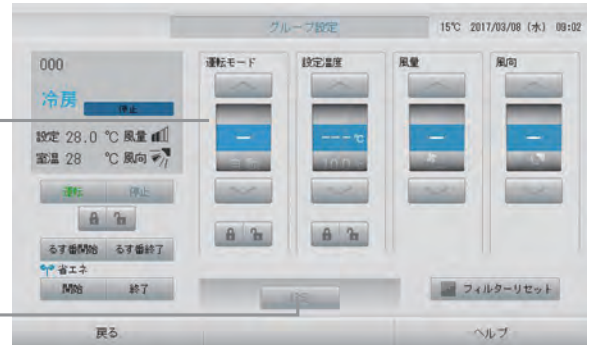 グループ設定
15℃ 2017/03/08 (水) 09:02
000
冷房
停止
設定 28.0 ℃ 風量
室温 28 ℃ 風向
運転 停止
るす番開始 るす番終了
省エネ
開始 終了
運転モード
—
設定温度
---℃
10.0
風量
—
風向
—
フィルターリセット
戻る
ヘルプ